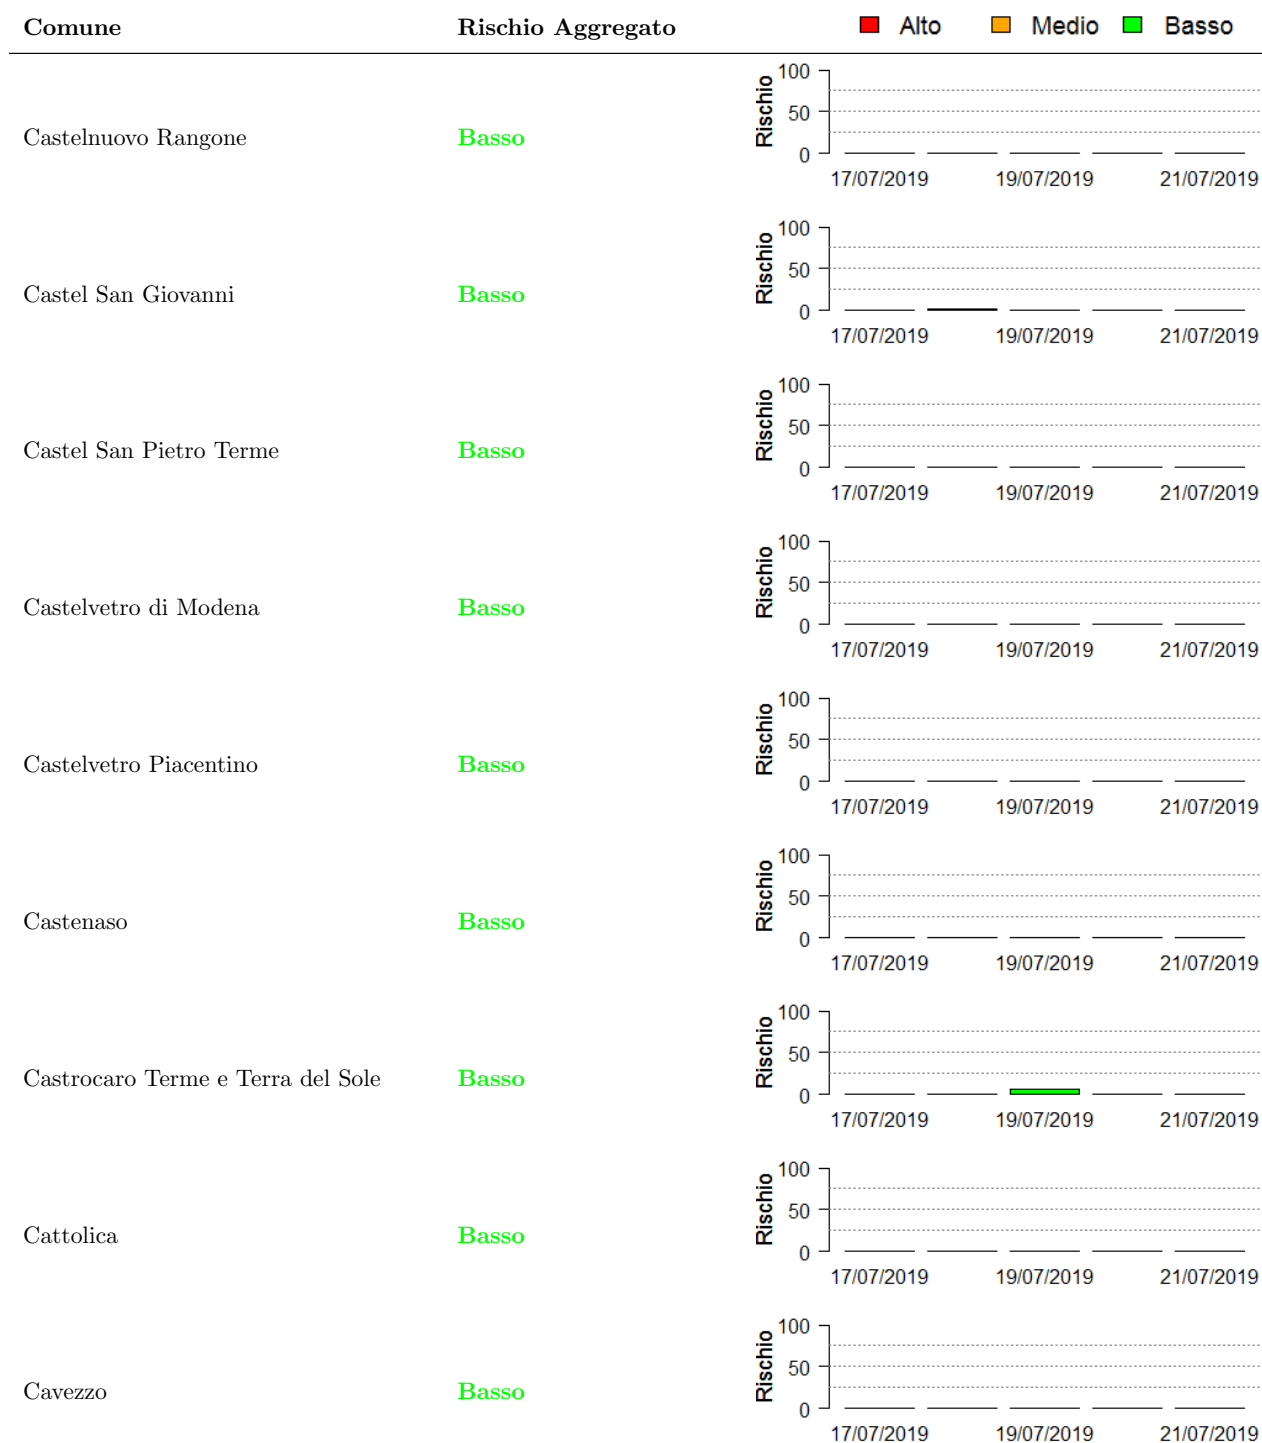 Comune Rischio Aggregato Alto Medio Basso
Castelnuovo Rangone Basso Rischio 100 50 0
17/07/2019 19/07/2019 21/07/2019
Castel San Giovanni Basso Rischio 100 50 0
17/07/2019 19/07/2019 21/07/2019
Castel San Pietro Terme Basso Rischio 100 50 0
17/07/2019 19/07/2019 21/07/2019
Castelvetro di Modena Basso Rischio 100 50 0
17/07/2019 19/07/2019 21/07/2019
Castelvetro Piacentino Basso Rischio 100 50 0
17/07/2019 19/07/2019 21/07/2019
Castenaso Basso Rischio 100 50 0
17/07/2019 19/07/2019 21/07/2019
Castrocaro Terme e Terra del Sole Basso Rischio 100 50 0
17/07/2019 19/07/2019 21/07/2019
Cattolica Basso Rischio 100 50 0
17/07/2019 19/07/2019 21/07/2019
Cavezzo Basso Rischio 100 50 0
17/07/2019 19/07/2019 21/07/2019